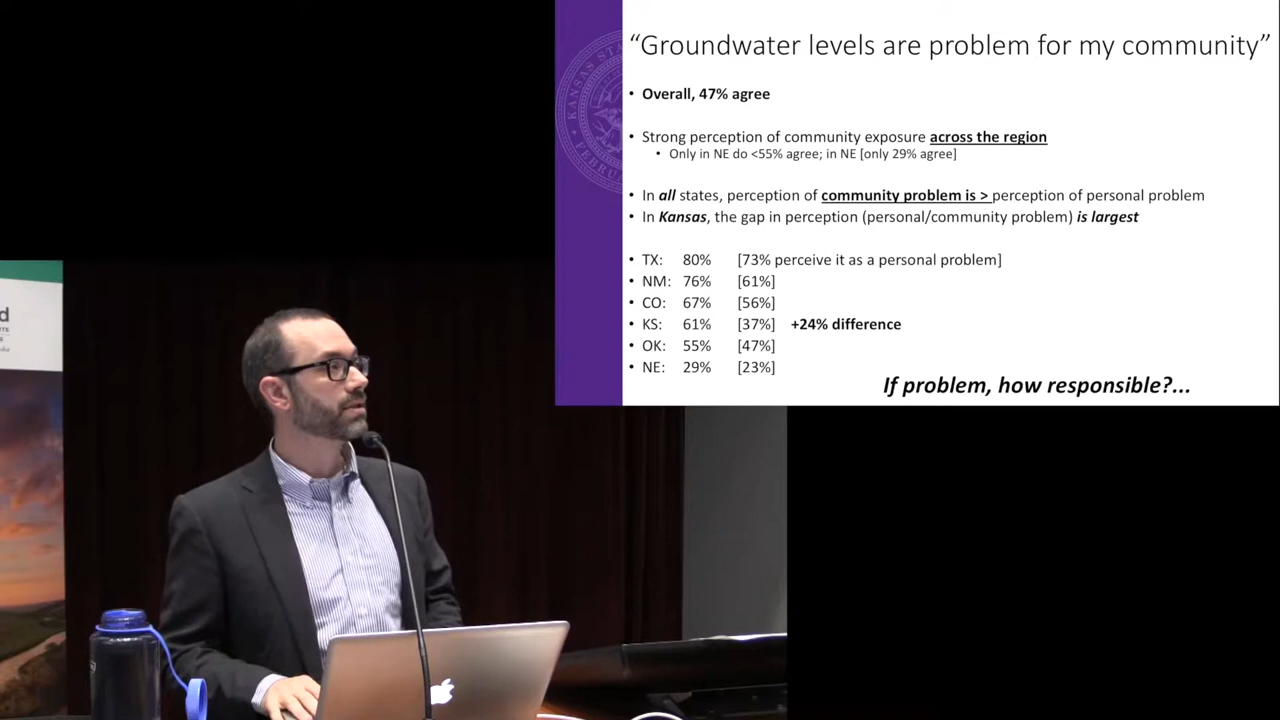 “Groundwater levels are problem for my community”
• Overall, 47% agree
• Strong perception of community exposure across the region
• Only in NE do <55% agree; in NE [only 29% agree]
• In all states, perception of community problem is > perception of personal problem
• In Kansas, the gap in perception (personal/community problem) is largest
• TX: 80% [73% perceive it as a personal problem]
• NM: 76% [61%]
• CO: 67% [56%]
• KS: 61% [37%] +24% difference
• OK: 55% [47%]
• NE: 29% [23%]
If problem, how responsible?...
KANSAS STA
FEBRUA
d